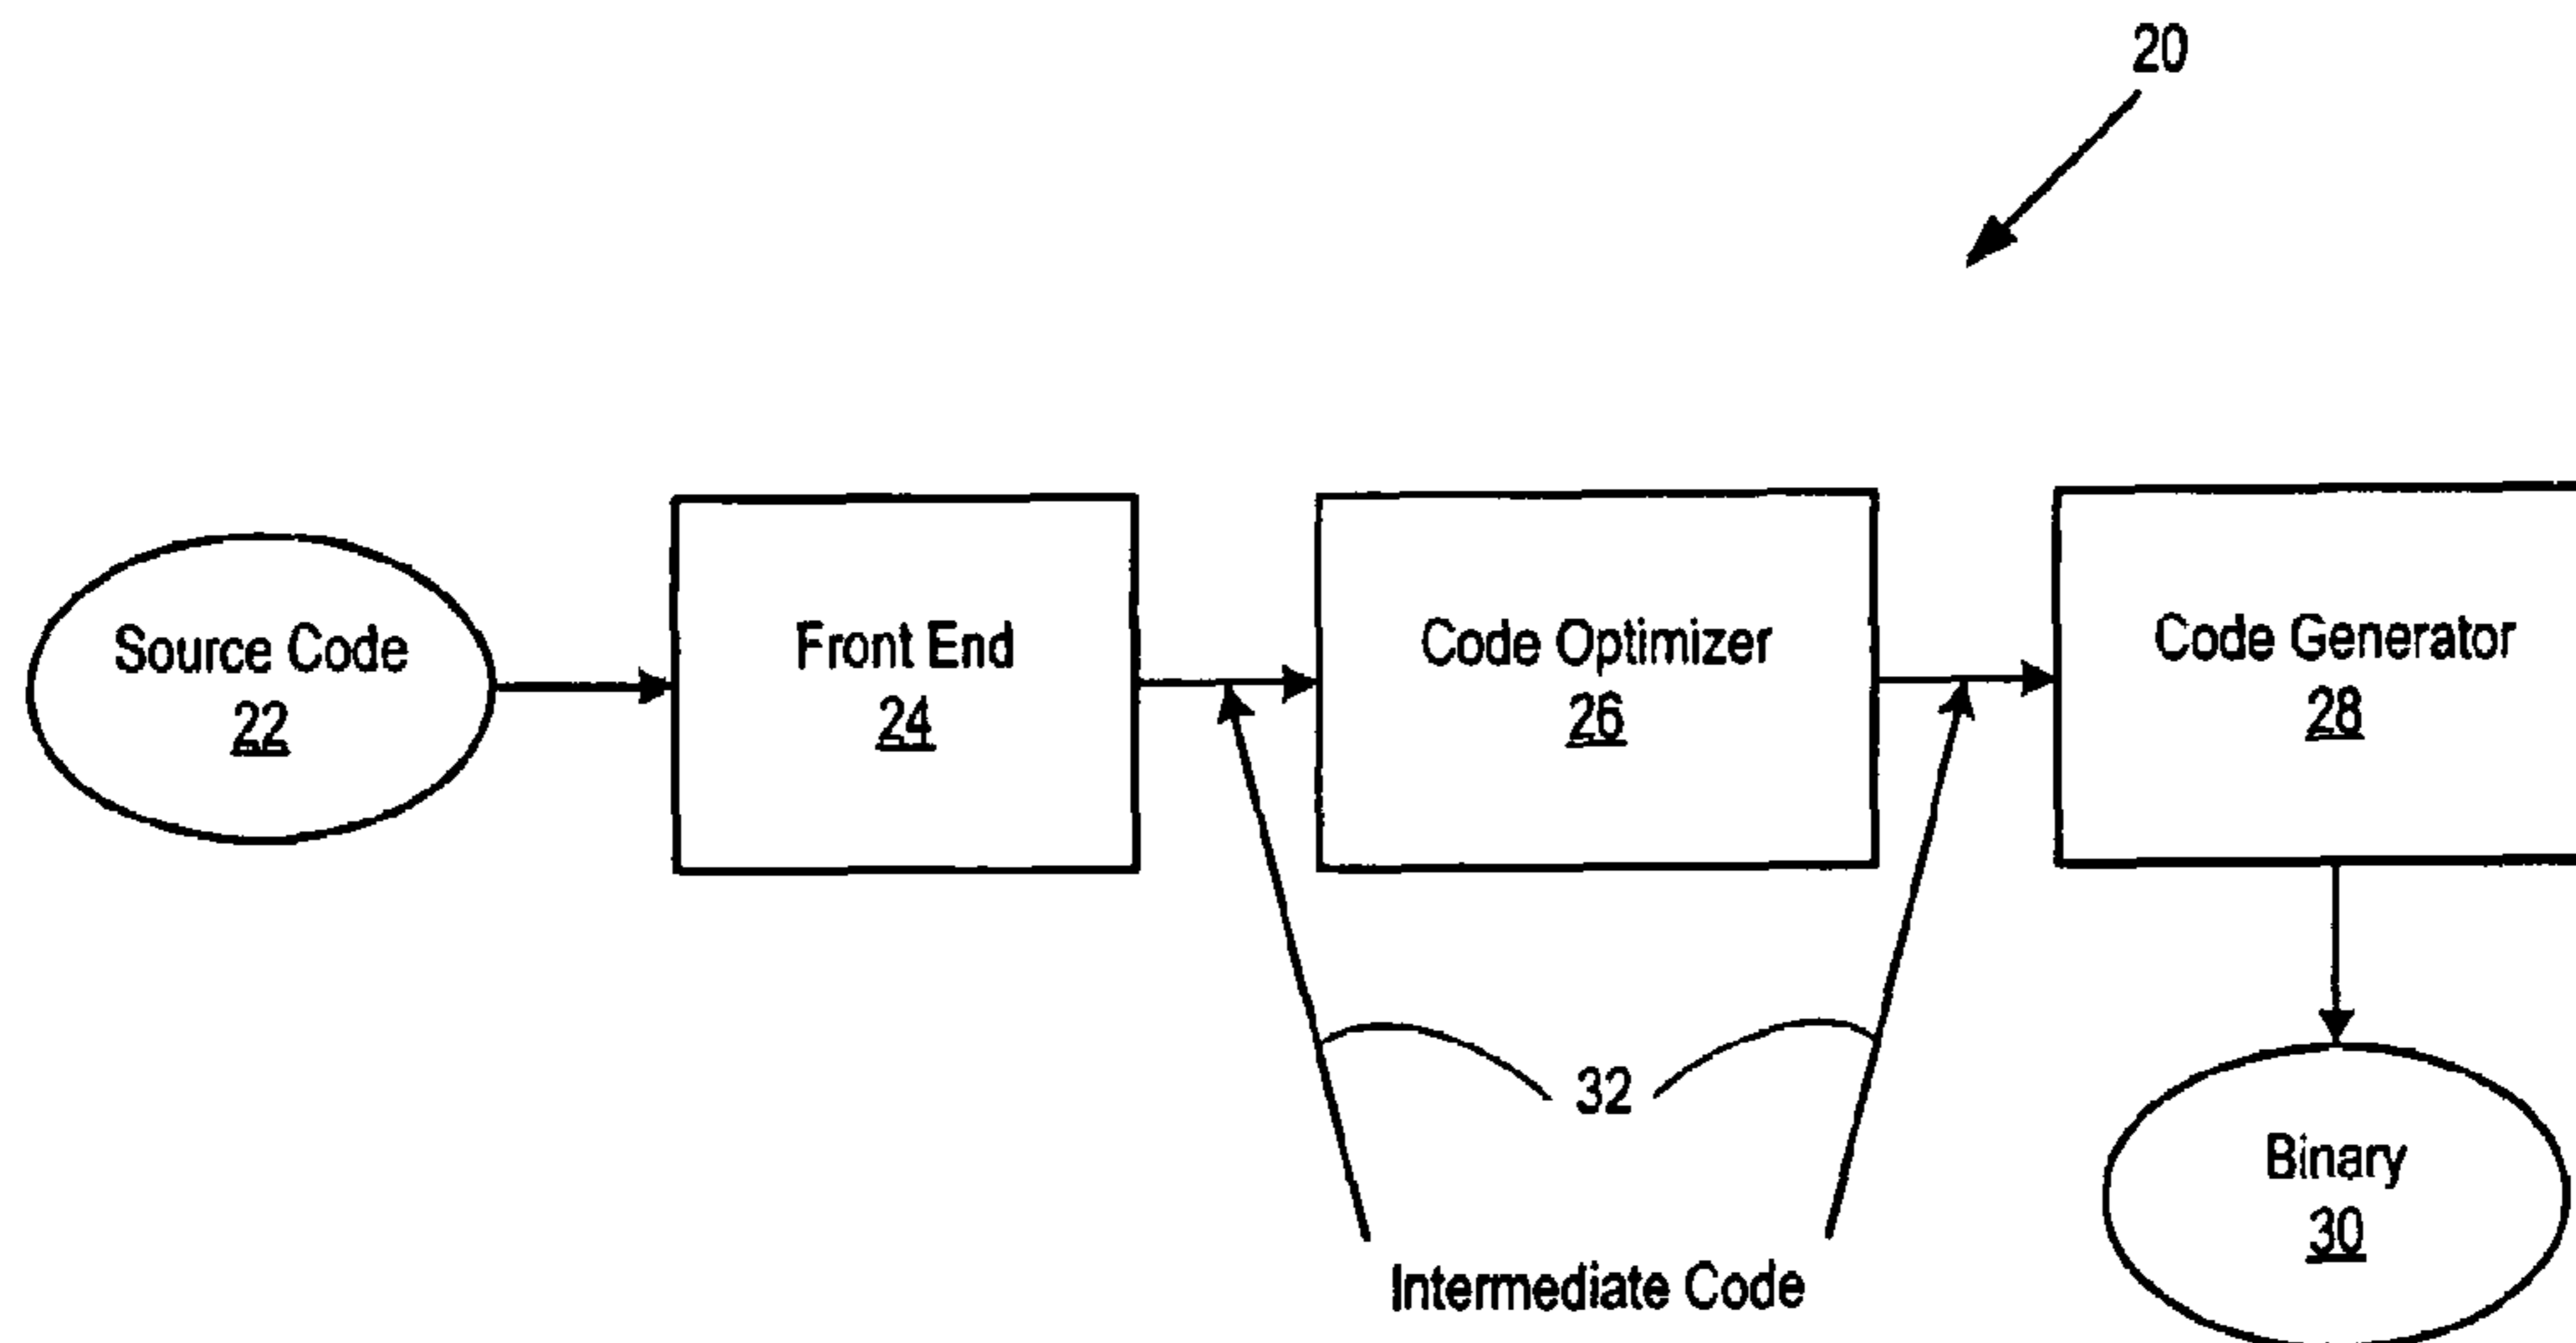 20
Source Code
22
Front End
24
Code Optimizer
26
Code Generator
28
32
Binary
30
Intermediate Code